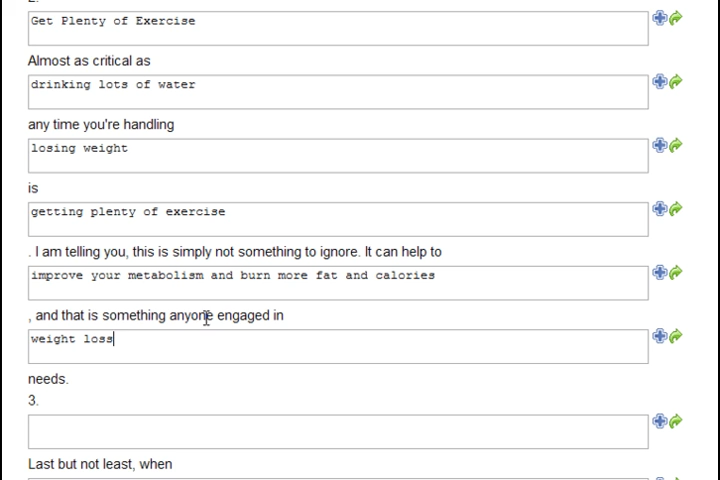 Get Plenty of Exercise
Almost as critical as
drinking lots of water
any time you're handling
losing weight
is
getting plenty of exercise
. I am telling you, this is simply not something to ignore. It can help to
improve your metabolism and burn more fat and calories
, and that is something anyone engaged in
weight loss
needs.
3.
Last but not least, when